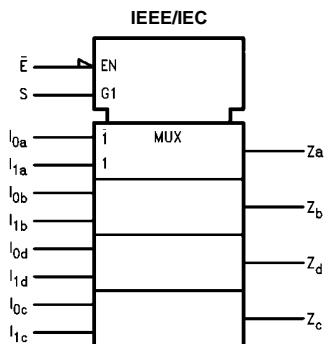 IEEE/IEC
E̅ EN
S G1
I0a 1̅ MUX Za
I1a 1
I0b Zb
I1b
I0d Zd
I1d
I0c Zc
I1c